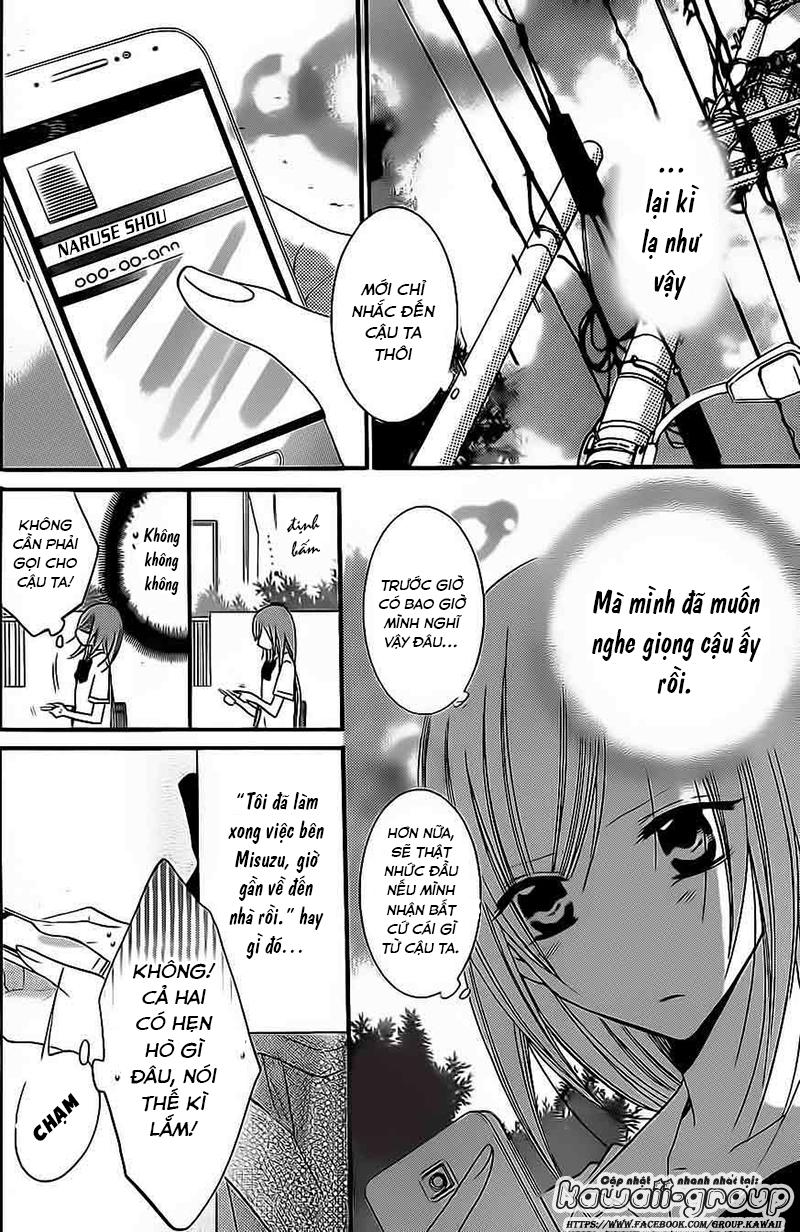 ...
lại kì
lạ như
vậy
MỚI CHỈ
NHẮC ĐẾN
CẬU TA
THÔI
NARUSE SHOU
Mà mình đã muốn
nghe giọng cậu ấy
rồi.
TRƯỚC GIỜ
CÓ BAO GIỜ
MÌNH NGHĨ
VẬY ĐÂU...
HƠN NỮA,
SẼ THẬT
NHỨC ĐẦU
NẾU MÌNH
NHẬN BẤT
CỨ CÁI GÌ
TỪ CẬU TA.
định
bấm
Không
không
không
KHÔNG
CẦN PHẢI
GỌI CHO
CẬU TA!
“Tôi đã làm
xong việc bên
Misuzu, giờ
gần về đến
nhà rồi.” hay
gì đó...
KHÔNG!
CẢ HAI
CÓ HẸN
HÒ GÌ
ĐÂU, NÓI
THẾ KÌ
LẮM!
CHẠM
Cập nhật nhanh nhất tại:
kawaii-group
HTTPS://WWW.FACEBOOK.COM/GROUP.KAWAII